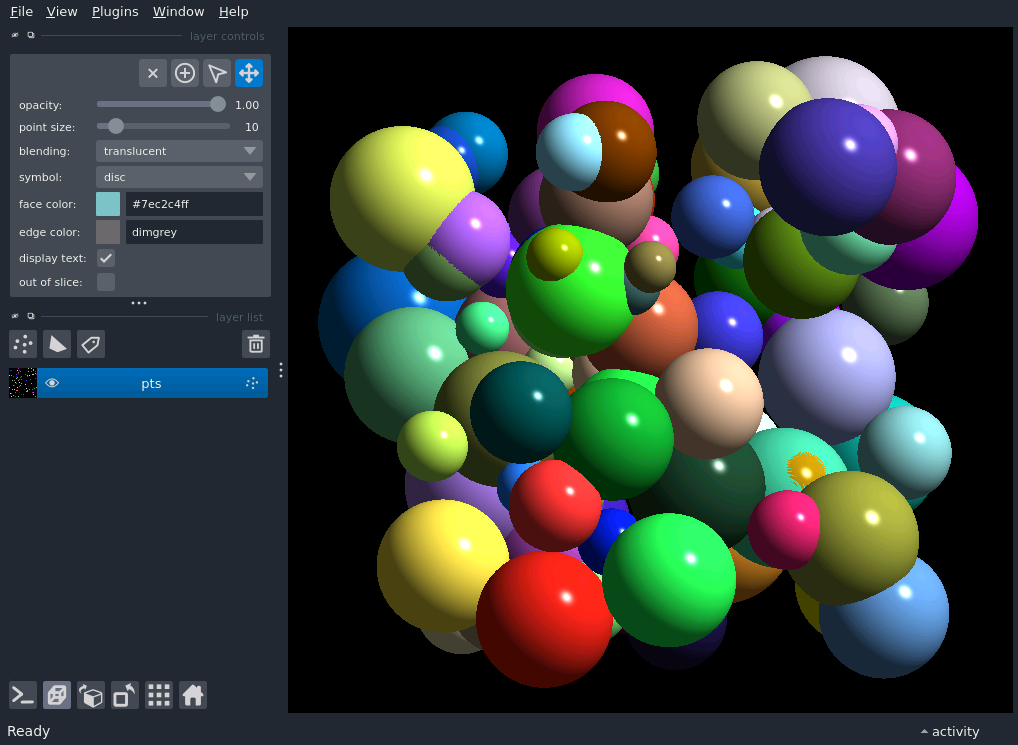 File View Plugins Window Help
layer controls
opacity: 1.00
point size: 10
blending: translucent
symbol: disc
face color: #7ec2c4ff
edge color: dimgrey
display text:
out of slice:
layer list
pts
Ready activity